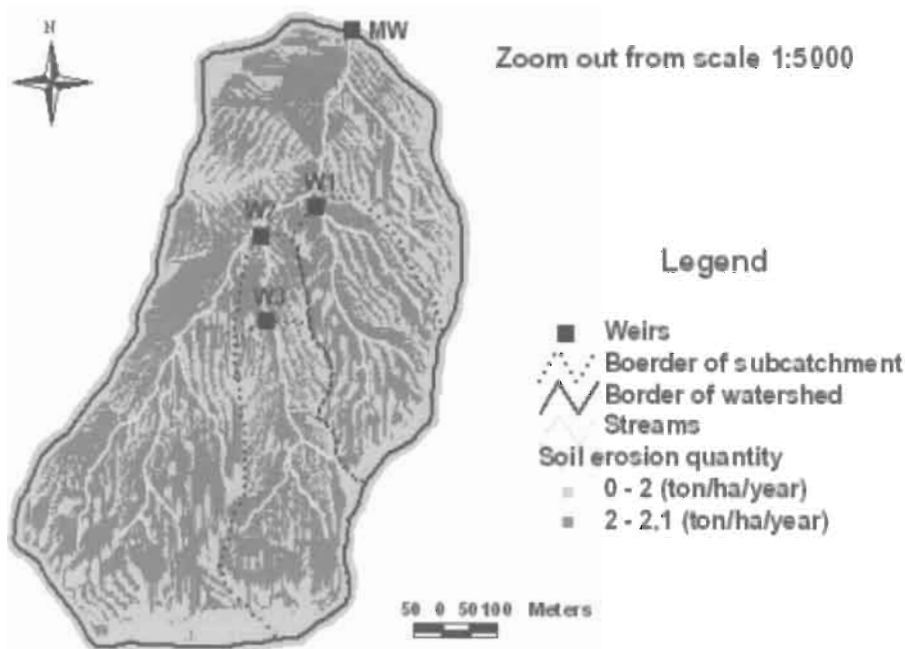 N
MW
Zoom out from scale 1:5000
W1
W2
W3
Legend
Weirs
Boerder of subcatchment
Border of watershed
Streams
Soil erosion quantity
0 - 2 (ton/ha/year)
2 - 2,1 (ton/ha/year)
50 0 50 100 Meters